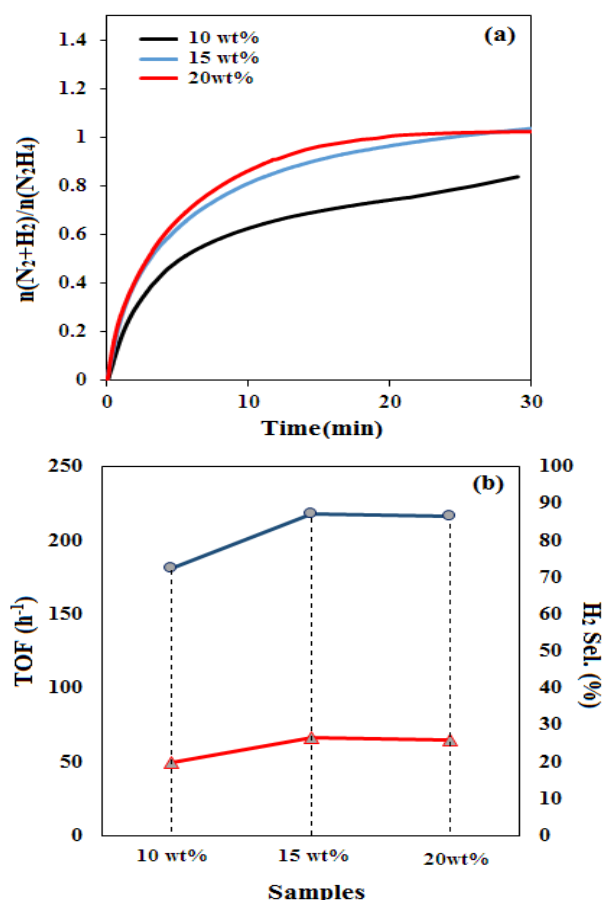 (a)
10 wt%
15 wt%
20wt%
1.4
1.2
1
0.8
0.6
0.4
0.2
0
n(N₂+H₂)/n(N₂H₄)
0 10 20 30
Time(min)
(b)
250
200
150
100
50
0
TOF (h⁻¹)
100
90
80
70
60
50
40
30
20
10
0
H₂ Sel. (%)
10 wt% 15 wt% 20wt%
Samples